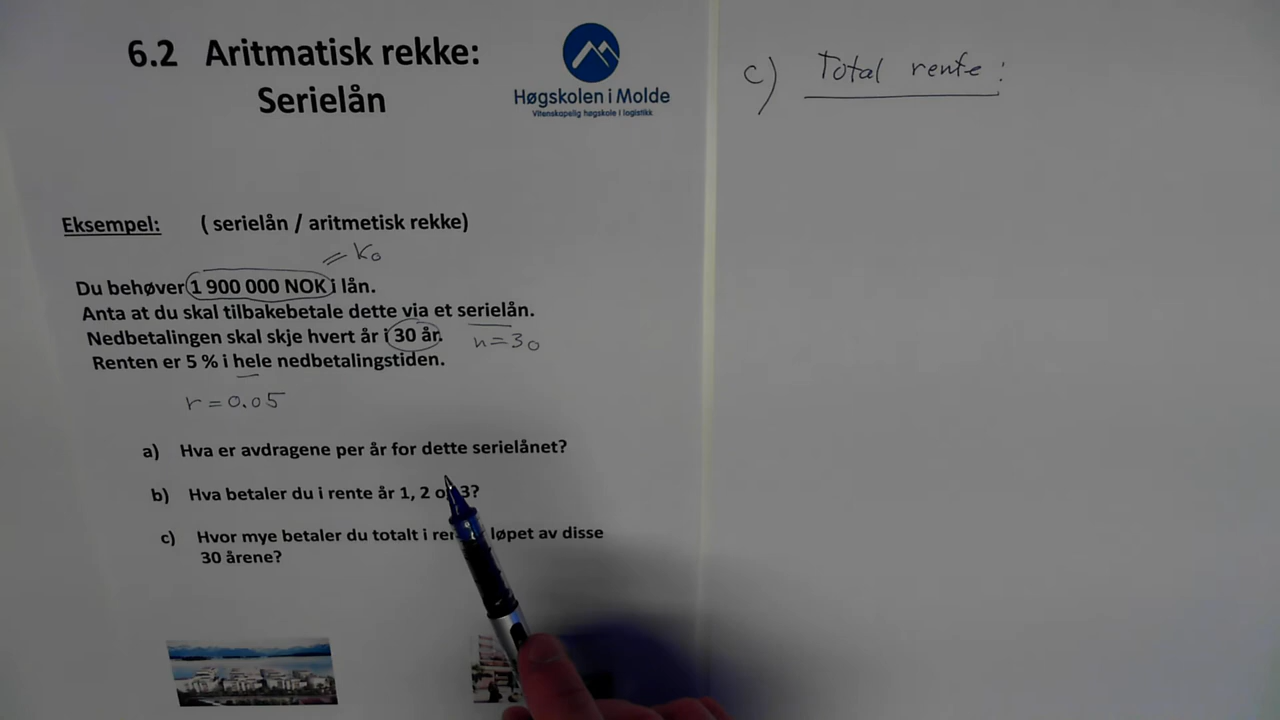 6.2 Aritmatisk rekke:
Serielån
Høgskolen i Molde
Vitenskapelig høgskole i logistikk
Eksempel: ( serielån / aritmetisk rekke)
= K₀
Du behøver 1 900 000 NOK i lån.
Anta at du skal tilbakebetale dette via et serielån.
Nedbetalingen skal skje hvert år i 30 år.
n=30
Renten er 5 % i hele nedbetalingstiden.
r = 0.05
a) Hva er avdragene per år for dette serielånet?
b) Hva betaler du i rente år 1, 2 3?
c) Hvor mye betaler du totalt i løpet av disse
30 årene?
c) Total rente :